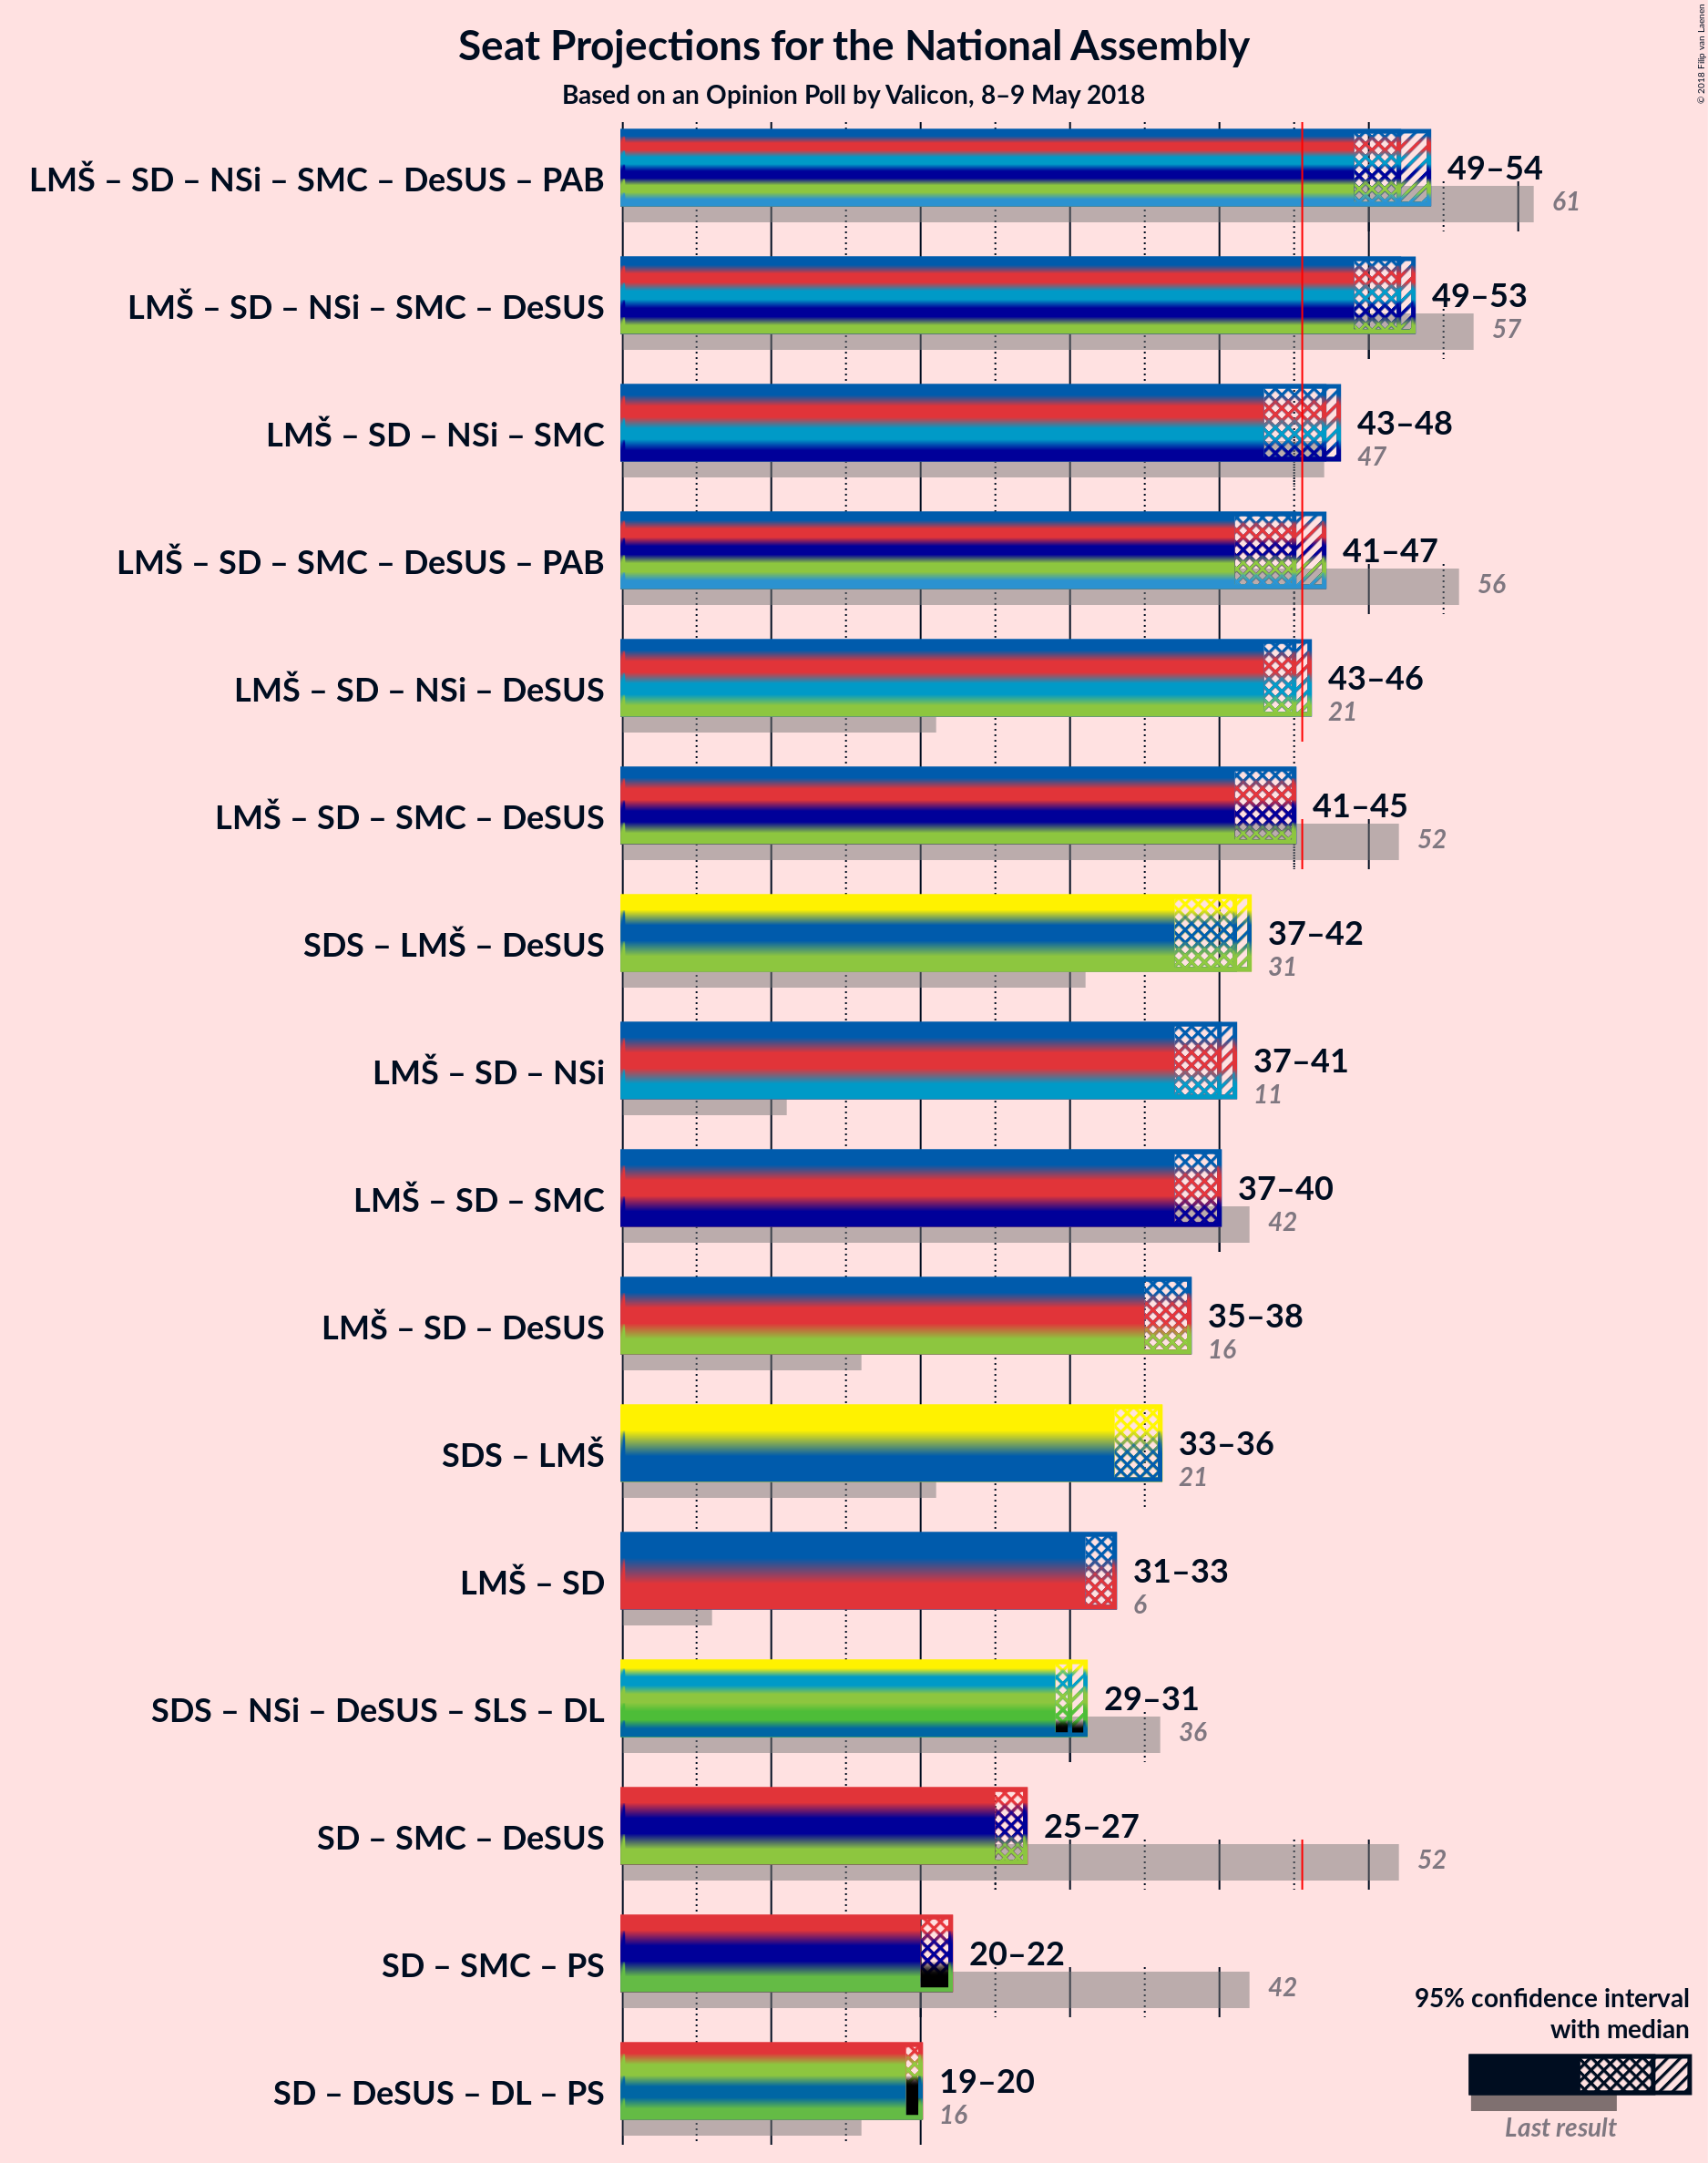 Seat Projections for the National Assembly
Based on an Opinion Poll by Valicon, 8–9 May 2018
© 2018 Filip van Laenen
LMŠ – SD – NSi – SMC – DeSUS – PAB
49–54
61
LMŠ – SD – NSi – SMC – DeSUS
49–53
57
LMŠ – SD – NSi – SMC
43–48
47
LMŠ – SD – SMC – DeSUS – PAB
41–47
56
LMŠ – SD – NSi – DeSUS
43–46
21
LMŠ – SD – SMC – DeSUS
41–45
52
SDS – LMŠ – DeSUS
37–42
31
LMŠ – SD – NSi
37–41
11
LMŠ – SD – SMC
37–40
42
LMŠ – SD – DeSUS
35–38
16
SDS – LMŠ
33–36
21
LMŠ – SD
31–33
6
SDS – NSi – DeSUS – SLS – DL
29–31
36
SD – SMC – DeSUS
25–27
52
SD – SMC – PS
20–22
42
SD – DeSUS – DL – PS
19–20
16
95% confidence interval
with median
Last result